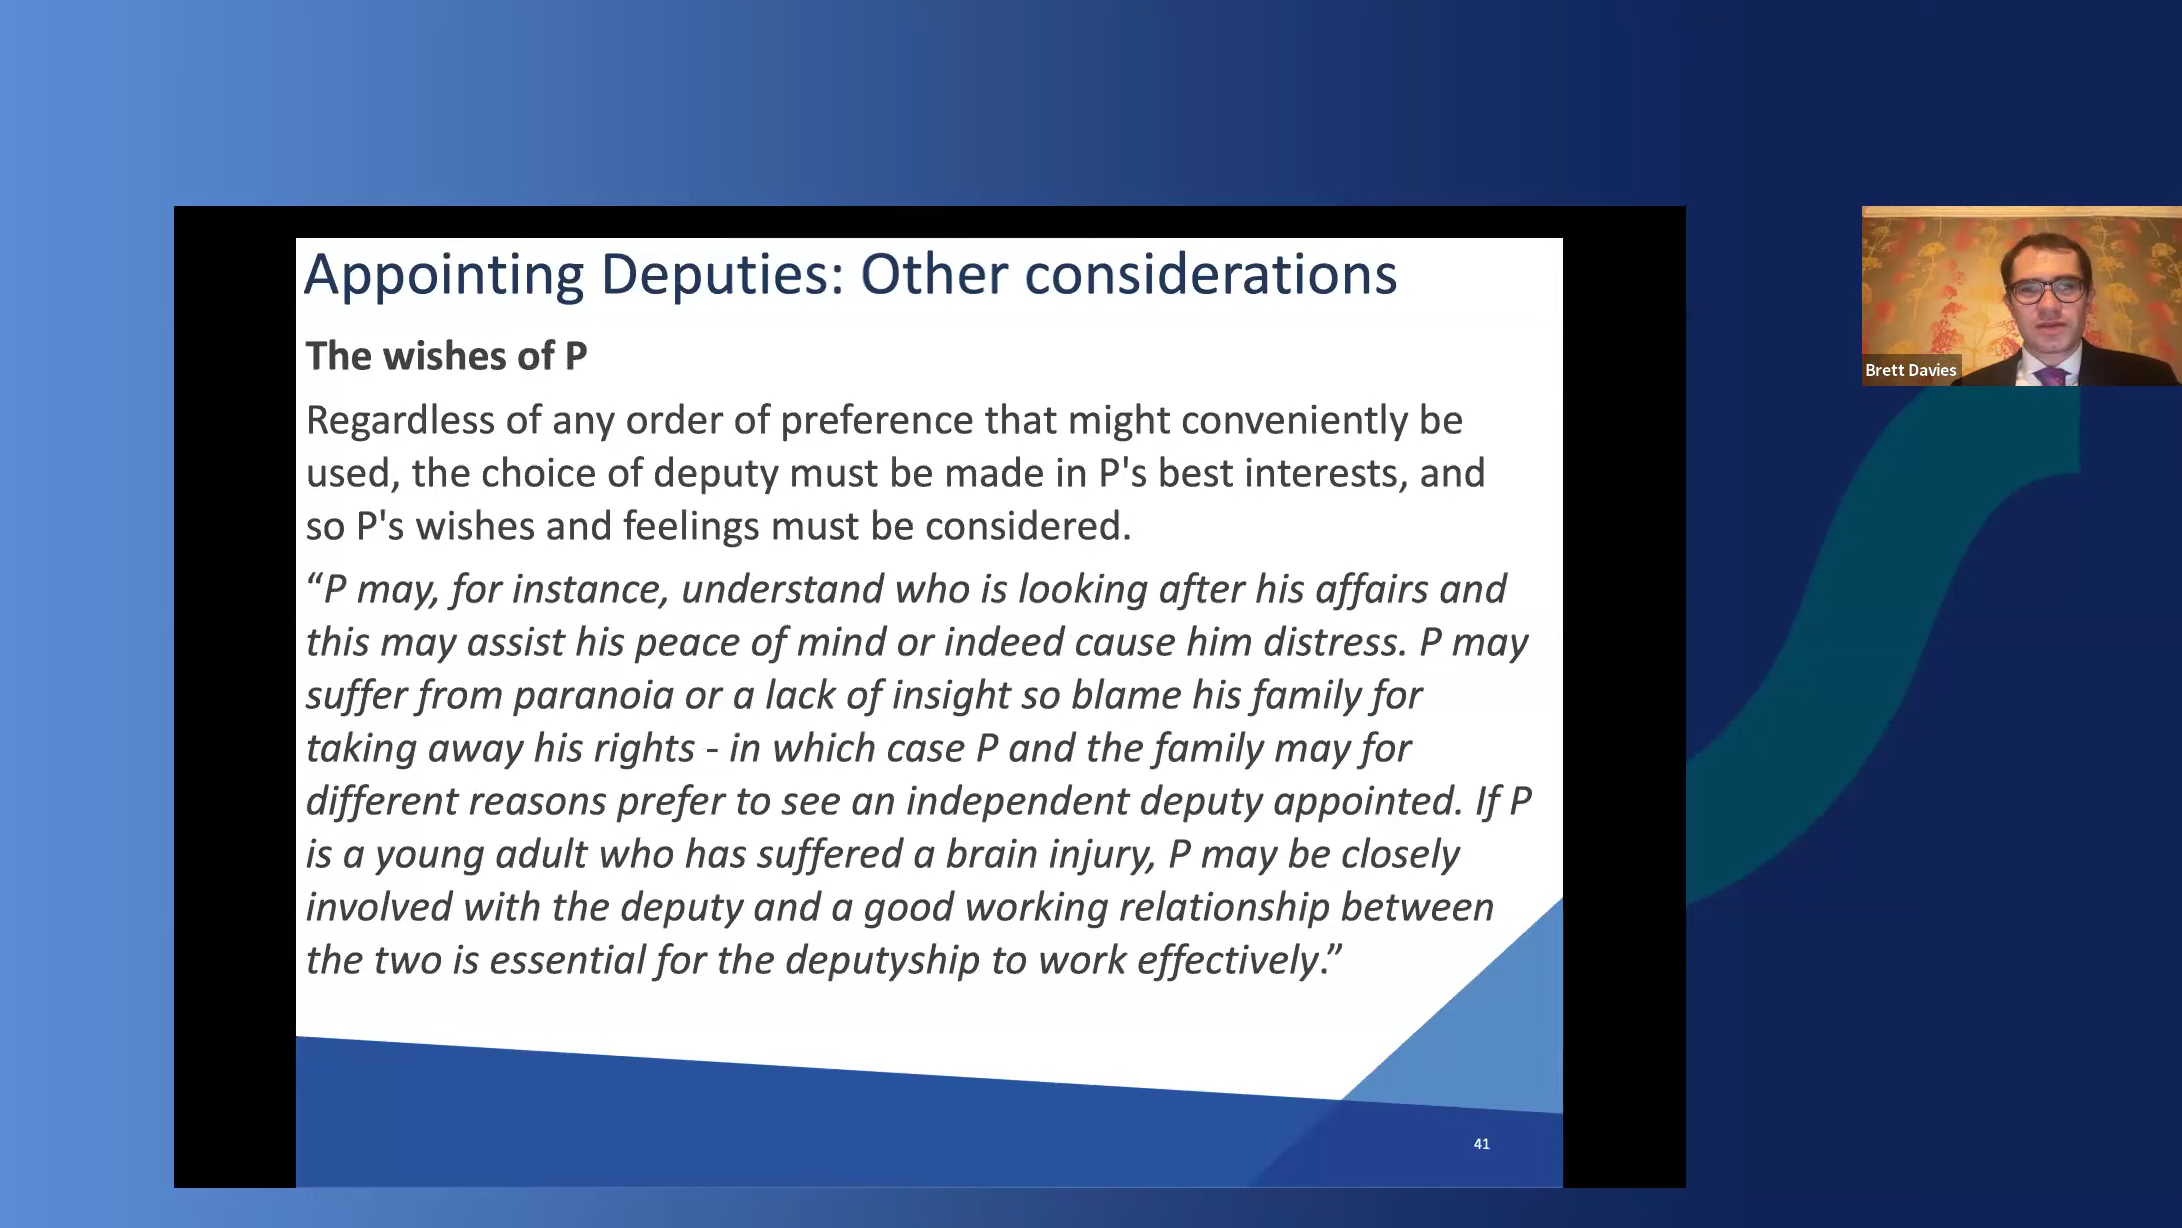 Appointing Deputies: Other considerations
The wishes of P
Regardless of any order of preference that might conveniently be
used, the choice of deputy must be made in P's best interests, and
so P's wishes and feelings must be considered.
“P may, for instance, understand who is looking after his affairs and
this may assist his peace of mind or indeed cause him distress. P may
suffer from paranoia or a lack of insight so blame his family for
taking away his rights - in which case P and the family may for
different reasons prefer to see an independent deputy appointed. If P
is a young adult who has suffered a brain injury, P may be closely
involved with the deputy and a good working relationship between
the two is essential for the deputyship to work effectively.”
41
Brett Davies